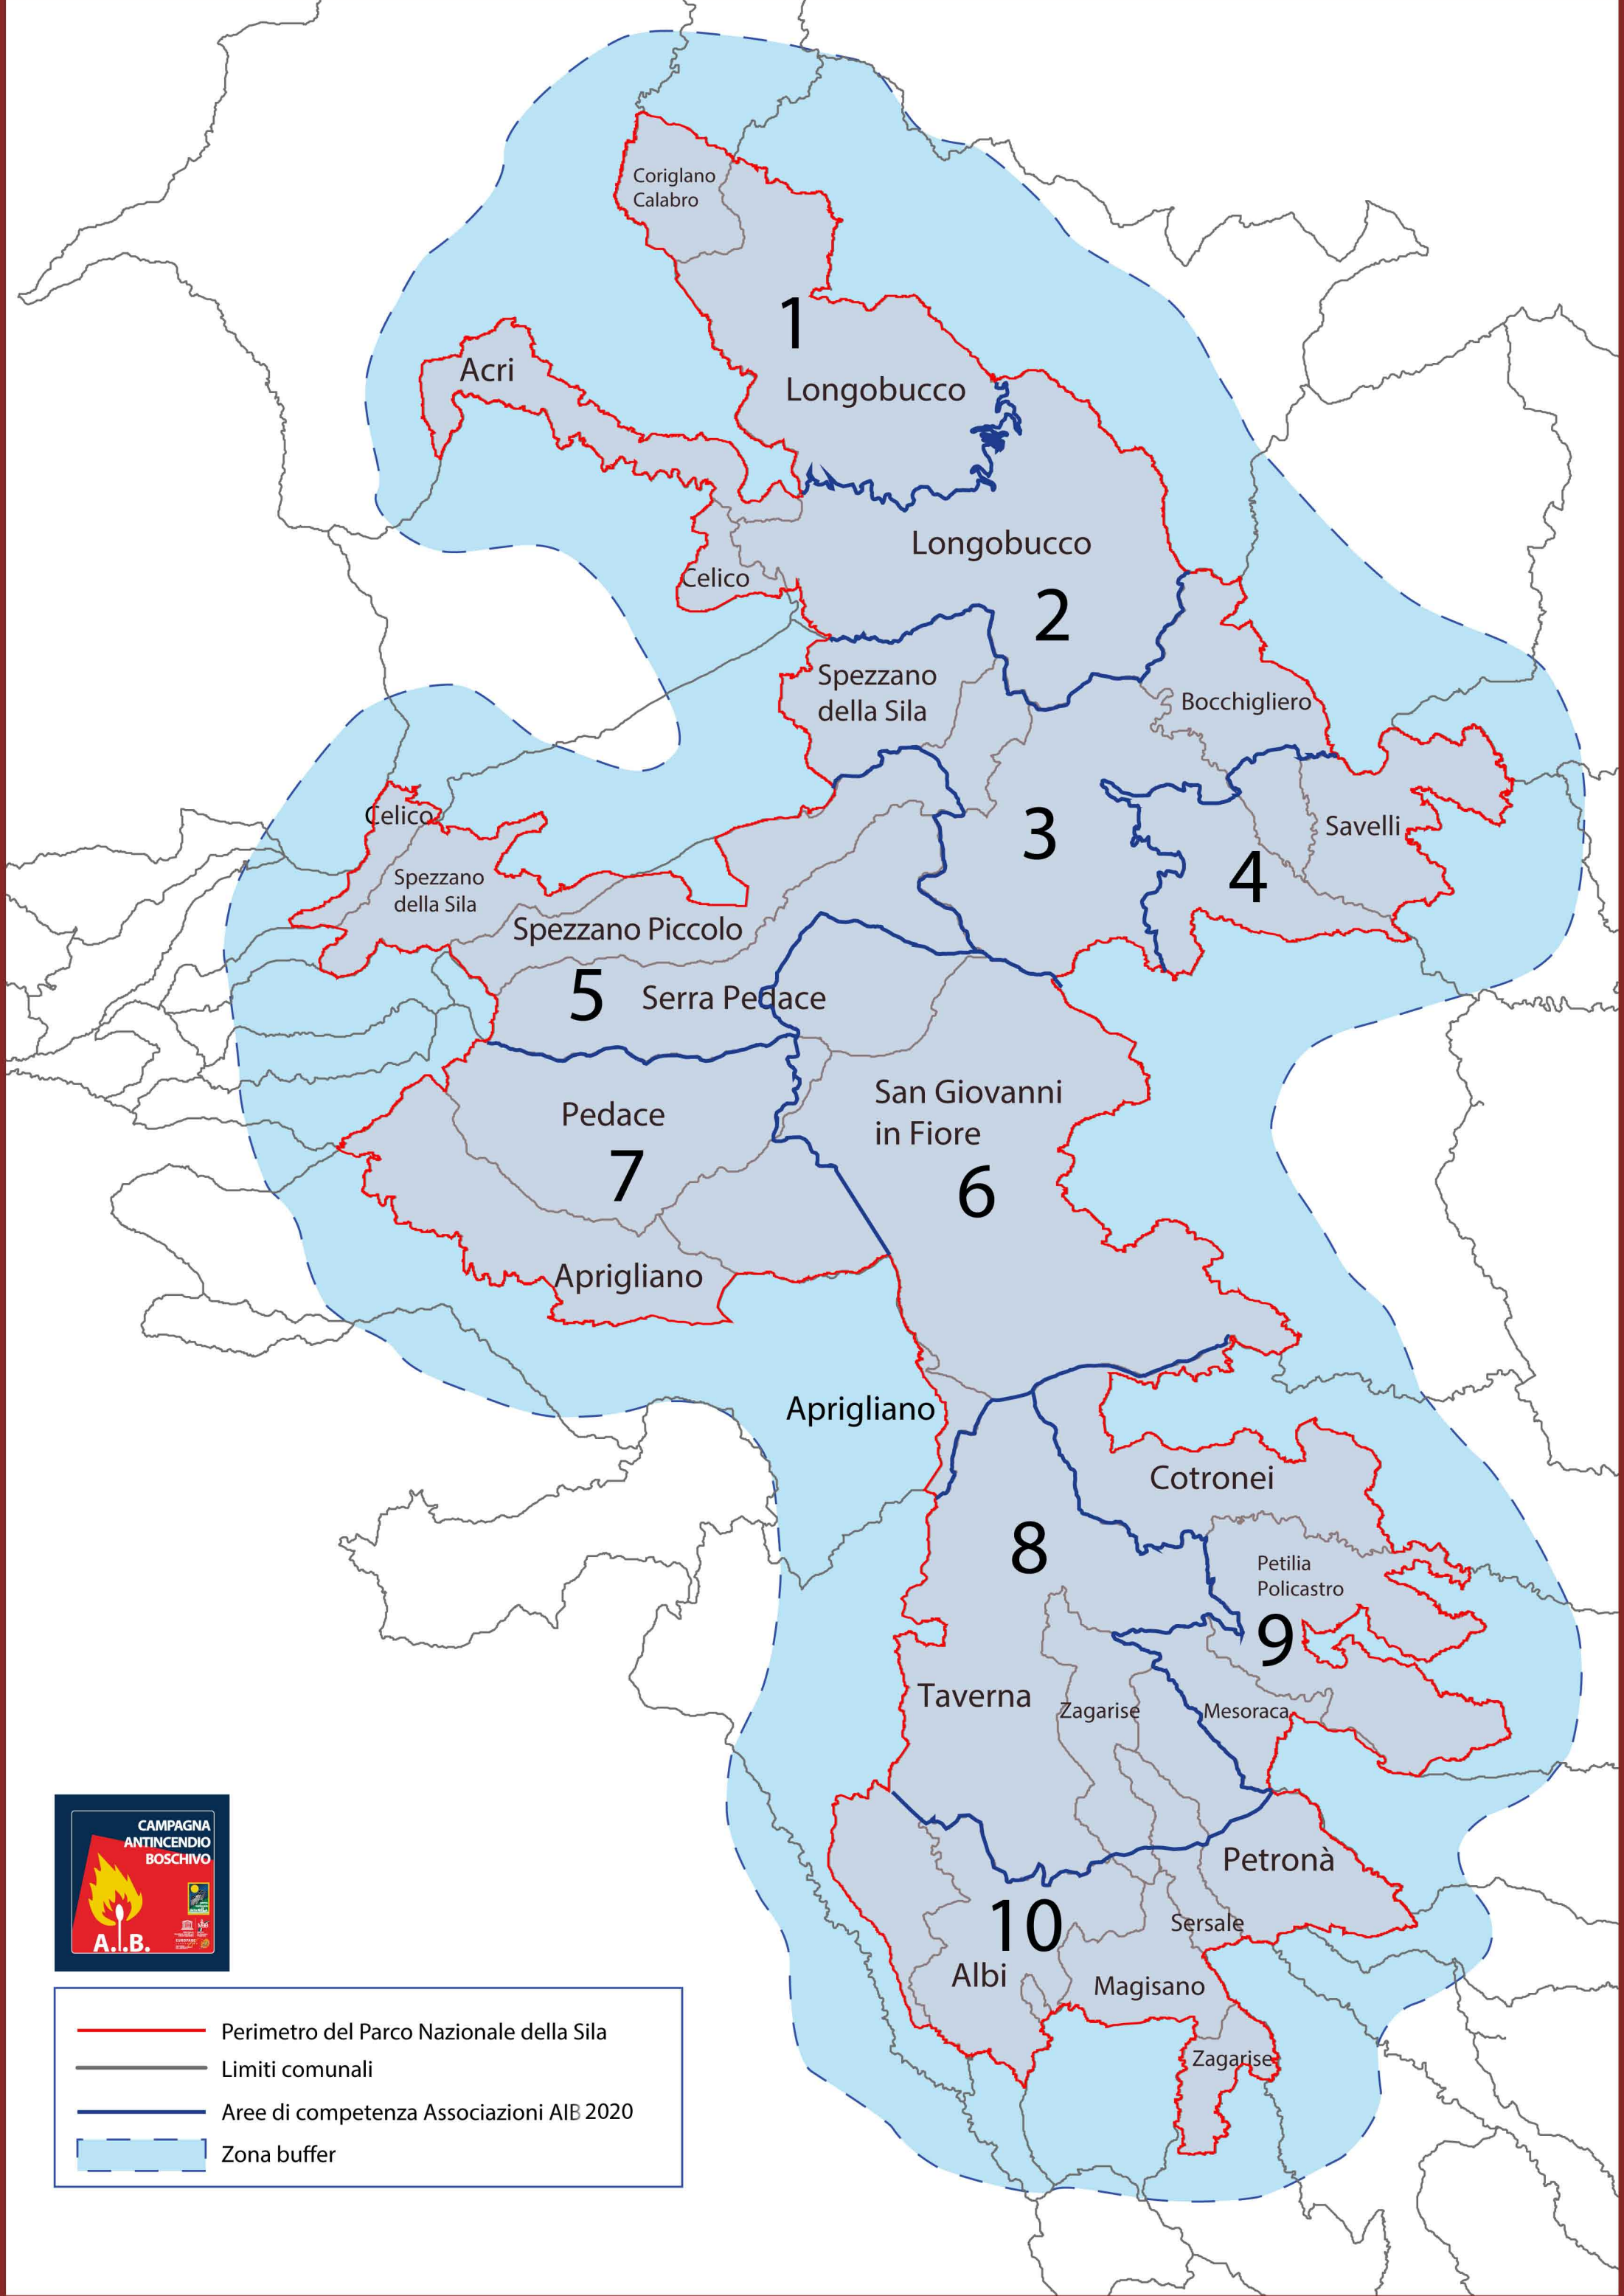 Coriglano
Calabro
1
Acri
Longobucco
Longobucco
Celico
2
Spezzano
della Sila
Bocchigliero
Celico
3
Savelli
4
Spezzano
della Sila
Spezzano Piccolo
5
Serra Pedace
San Giovanni
in Fiore
Pedace
7
6
Aprigliano
Aprigliano
Cotronei
8
Petilia
Policastro
9
Taverna
Zagarise
Mesoraca
Petronà
10
Sersale
Albi
Magisano
Zagarise
CAMPAGNA
ANTINCENDIO
BOSCHIVO
A.I.B.
Perimetro del Parco Nazionale della Sila
Limiti comunali
Aree di competenza Associazioni AIB 2020
Zona buffer